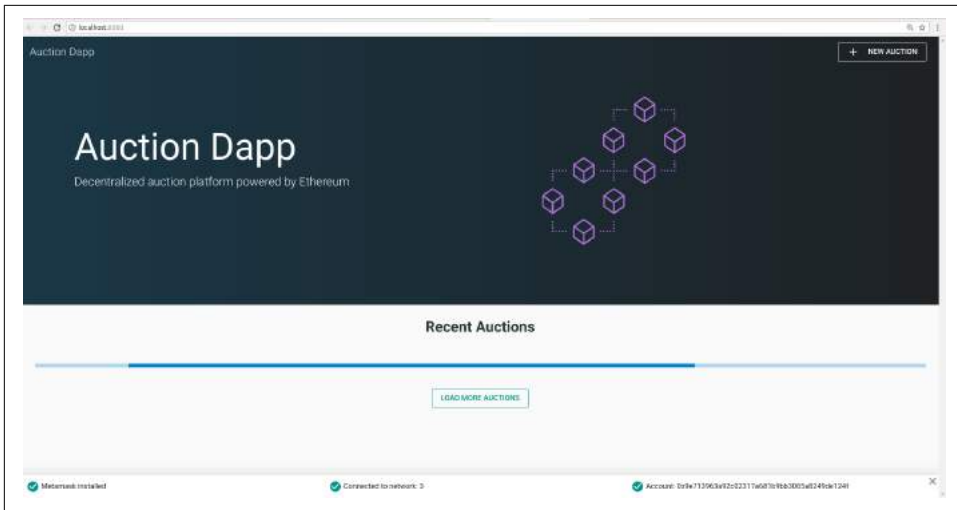 Auction Dapp
+ NEW AUCTION
Auction Dapp
Decentralized auction platform powered by Ethereum
Recent Auctions
LOAD MORE AUCTIONS
Metamask installed
Connected to network: 3
Account: